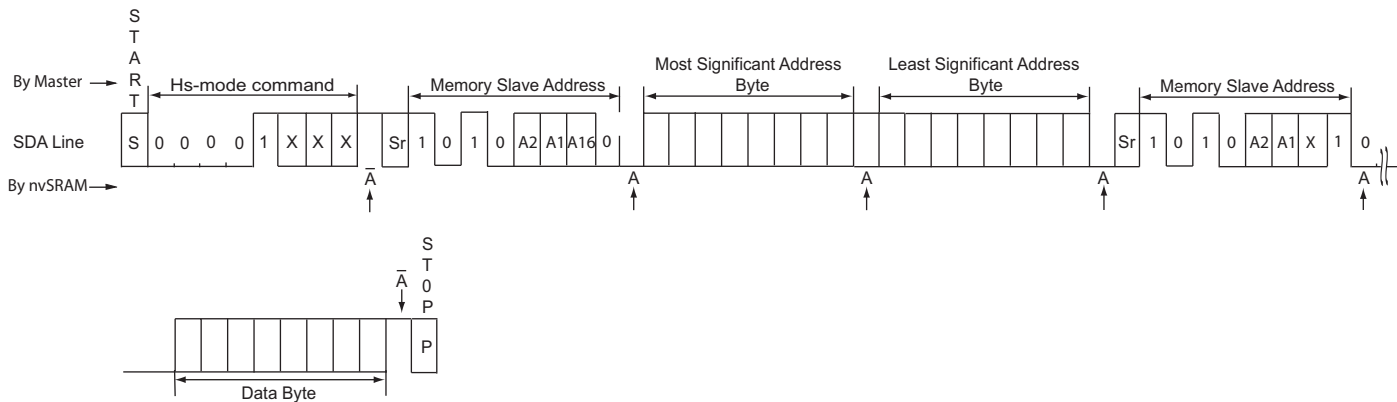 START
By Master
Hs-mode command
Memory Slave Address
Most Significant Address
Byte
Least Significant Address
Byte
Memory Slave Address
SDA Line
S 0 0 0 0 1 X X X Sr 1 0 1 0 A2 A1 A16 0 Sr 1 0 1 0 A2 A1 X 1 0
By nvSRAM
A̅ A A A A
A̅
ST0P
P
Data Byte